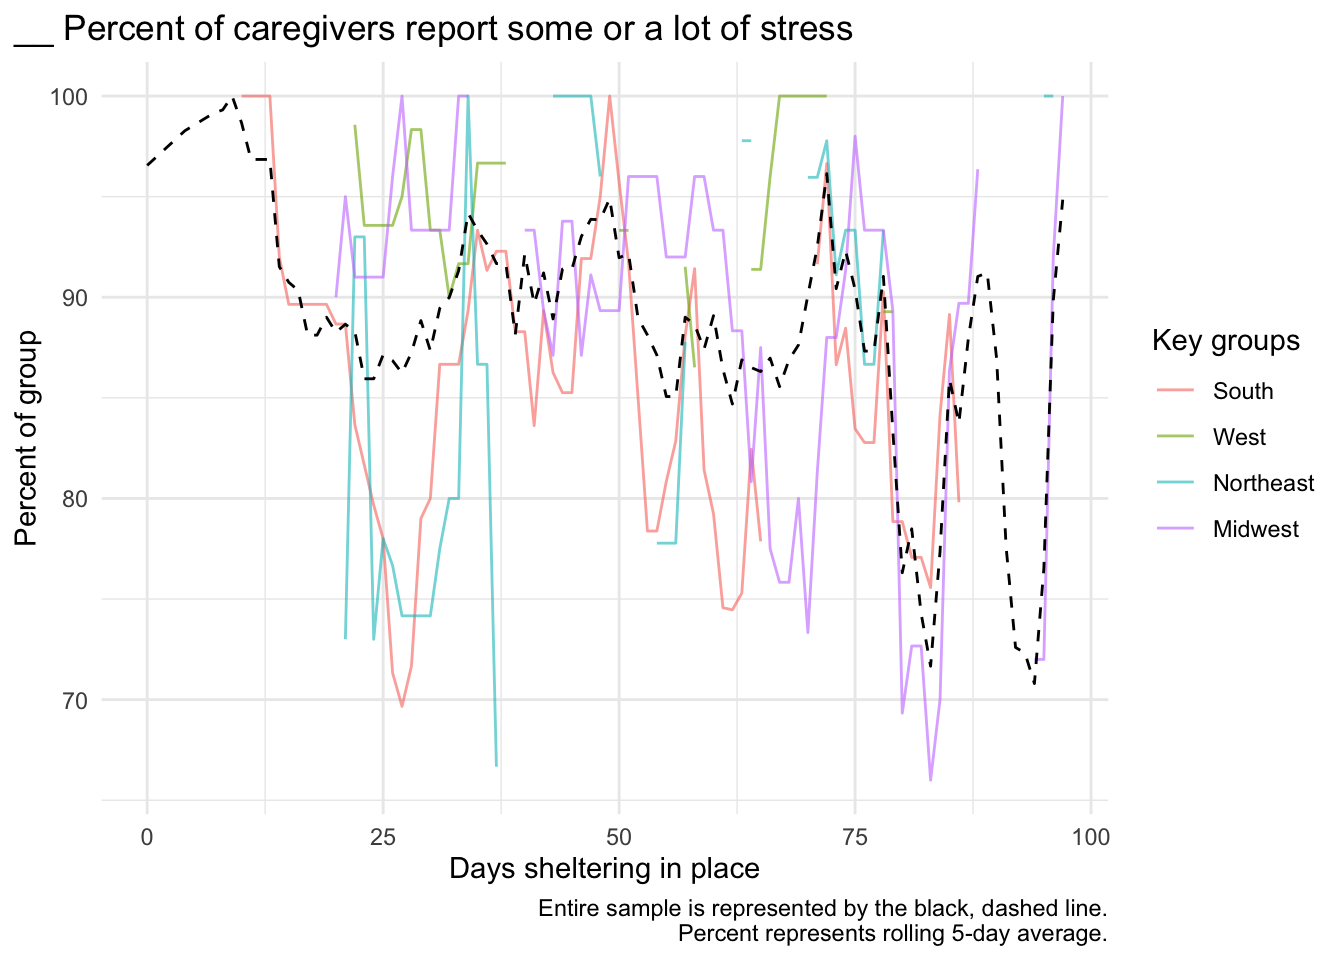 __ Percent of caregivers report some or a lot of stress
Percent of group
100
90
80
70
0
25
50
75
100
Days sheltering in place
Key groups
South
West
Northeast
Midwest
Entire sample is represented by the black, dashed line.
Percent represents rolling 5-day average.